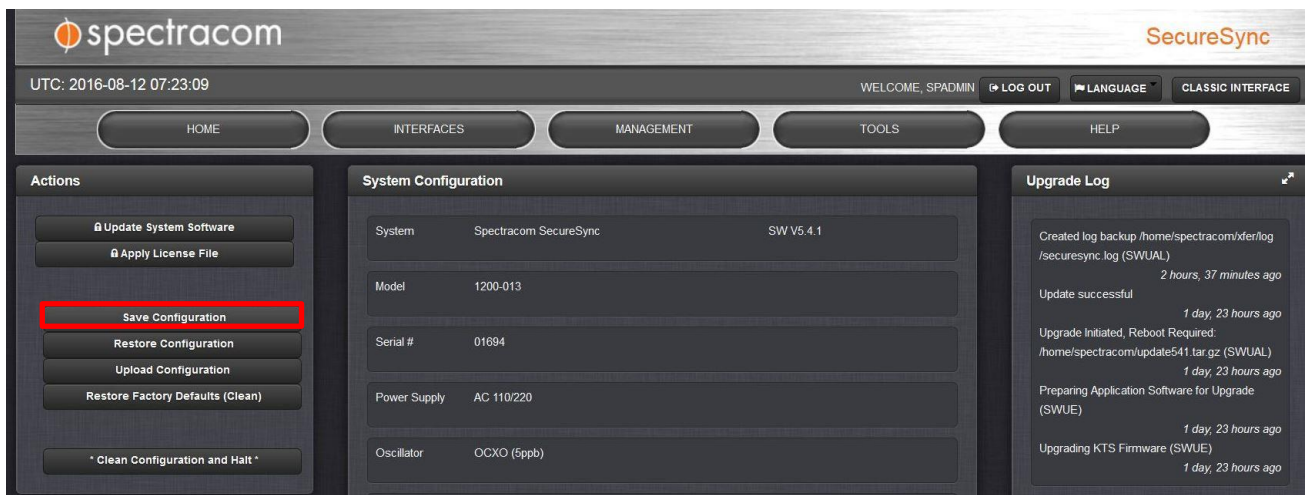 spectracom
SecureSync
UTC: 2016-08-12 07:23:09
WELCOME, SPADMIN
LOG OUT
LANGUAGE
CLASSIC INTERFACE
HOME
INTERFACES
MANAGEMENT
TOOLS
HELP
Actions
Update System Software
Apply License File
Save Configuration
Restore Configuration
Upload Configuration
Restore Factory Defaults (Clean)
* Clean Configuration and Halt *
System Configuration
System Spectracom SecureSync SW V5.4.1
Model 1200-013
Serial # 01694
Power Supply AC 110/220
Oscillator OCXO (5ppb)
Upgrade Log
Created log backup /home/spectracom/xfer/log
/securesync.log (SWUAL)
2 hours, 37 minutes ago
Update successful
1 day, 23 hours ago
Upgrade Initiated, Reboot Required:
/home/spectracom/update541.tar.gz (SWUAL)
1 day, 23 hours ago
Preparing Application Software for Upgrade
(SWUE)
1 day, 23 hours ago
Upgrading KTS Firmware (SWUE)
1 day, 23 hours ago